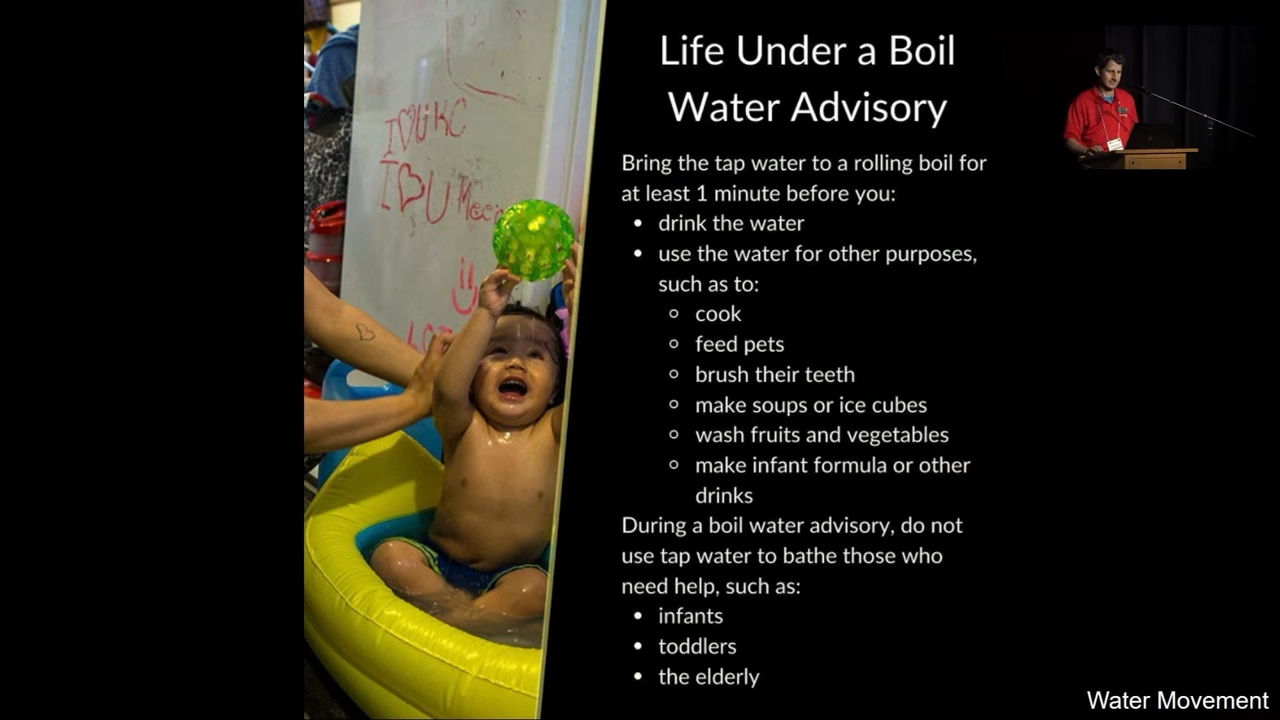 Life Under a Boil
Water Advisory
Bring the tap water to a rolling boil for
at least 1 minute before you:
• drink the water
• use the water for other purposes,
such as to:
○ cook
○ feed pets
○ brush their teeth
○ make soups or ice cubes
○ wash fruits and vegetables
○ make infant formula or other
drinks
During a boil water advisory, do not
use tap water to bathe those who
need help, such as:
• infants
• toddlers
• the elderly
I♡U KC
I♡U
Water Movement